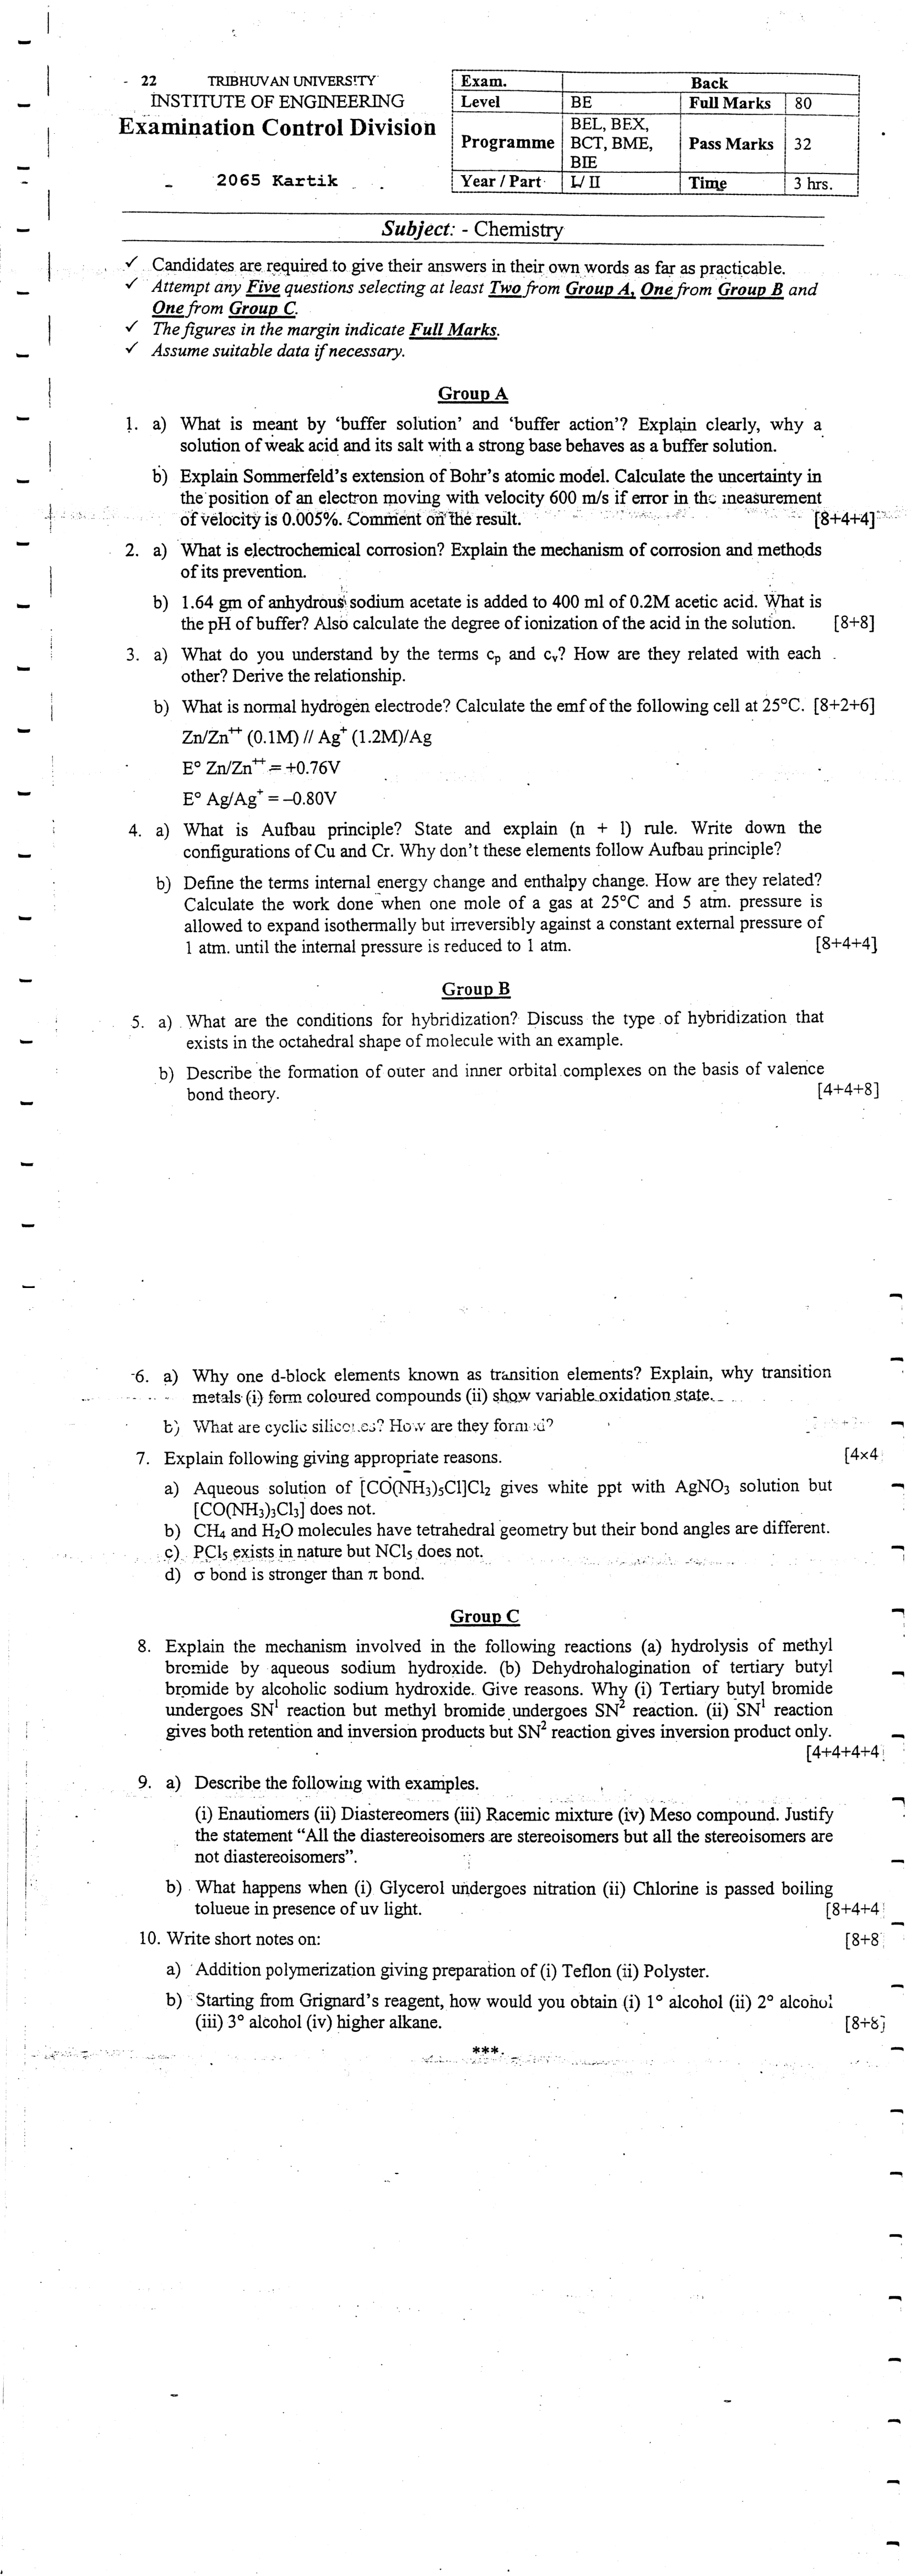 22 TRIBHUVAN UNIVERSITY
INSTITUTE OF ENGINEERING
Examination Control Division
2065 Kartik
Exam. Back
Level BE Full Marks 80
Programme BEL, BEX, BCT, BME, BIE Pass Marks 32
Year / Part I / II Time 3 hrs.
Subject: - Chemistry
✓ Candidates are required to give their answers in their own words as far as practicable.
✓ Attempt any Five questions selecting at least Two from Group A, One from Group B and
One from Group C.
✓ The figures in the margin indicate Full Marks.
✓ Assume suitable data if necessary.
Group A
1. a) What is meant by ‘buffer solution’ and ‘buffer action’? Explain clearly, why a
solution of weak acid and its salt with a strong base behaves as a buffer solution.
b) Explain Sommerfeld’s extension of Bohr’s atomic model. Calculate the uncertainty in
the position of an electron moving with velocity 600 m/s if error in the measurement
of velocity is 0.005%. Comment on the result. [8+4+4]
2. a) What is electrochemical corrosion? Explain the mechanism of corrosion and methods
of its prevention.
b) 1.64 gm of anhydrous sodium acetate is added to 400 ml of 0.2M acetic acid. What is
the pH of buffer? Also calculate the degree of ionization of the acid in the solution. [8+8]
3. a) What do you understand by the terms cp and cv? How are they related with each
other? Derive the relationship.
b) What is normal hydrogen electrode? Calculate the emf of the following cell at 25°C. [8+2+6]
Zn/Zn⁺⁺ (0.1M) // Ag⁺ (1.2M)/Ag
E° Zn/Zn⁺⁺ = +0.76V
E° Ag/Ag⁺ = –0.80V
4. a) What is Aufbau principle? State and explain (n + l) rule. Write down the
configurations of Cu and Cr. Why don’t these elements follow Aufbau principle?
b) Define the terms internal energy change and enthalpy change. How are they related?
Calculate the work done when one mole of a gas at 25°C and 5 atm. pressure is
allowed to expand isothermally but irreversibly against a constant external pressure of
1 atm. until the internal pressure is reduced to 1 atm. [8+4+4]
Group B
5. a) What are the conditions for hybridization? Discuss the type of hybridization that
exists in the octahedral shape of molecule with an example.
b) Describe the formation of outer and inner orbital complexes on the basis of valence
bond theory. [4+4+8]
6. a) Why one d-block elements known as transition elements? Explain, why transition
metals (i) form coloured compounds (ii) show variable oxidation state.
b) What are cyclic silicones? How are they formed?
7. Explain following giving appropriate reasons. [4×4
a) Aqueous solution of [CO(NH₃)₅Cl]Cl₂ gives white ppt with AgNO₃ solution but
[CO(NH₃)₃Cl₃] does not.
b) CH₄ and H₂O molecules have tetrahedral geometry but their bond angles are different.
c) PCl₅ exists in nature but NCl₅ does not.
d) σ bond is stronger than π bond.
Group C
8. Explain the mechanism involved in the following reactions (a) hydrolysis of methyl
bromide by aqueous sodium hydroxide. (b) Dehydrohalogination of tertiary butyl
bromide by alcoholic sodium hydroxide. Give reasons. Why (i) Tertiary butyl bromide
undergoes SN¹ reaction but methyl bromide undergoes SN² reaction. (ii) SN¹ reaction
gives both retention and inversion products but SN² reaction gives inversion product only.
[4+4+4+4]
9. a) Describe the following with examples.
(i) Enautiomers (ii) Diastereomers (iii) Racemic mixture (iv) Meso compound. Justify
the statement “All the diastereoisomers are stereoisomers but all the stereoisomers are
not diastereoisomers”.
b) What happens when (i) Glycerol undergoes nitration (ii) Chlorine is passed boiling
tolueue in presence of uv light. [8+4+4]
10. Write short notes on: [8+8
a) Addition polymerization giving preparation of (i) Teflon (ii) Polyster.
b) Starting from Grignard’s reagent, how would you obtain (i) 1° alcohol (ii) 2° alcohol
(iii) 3° alcohol (iv) higher alkane. [8+8]
***